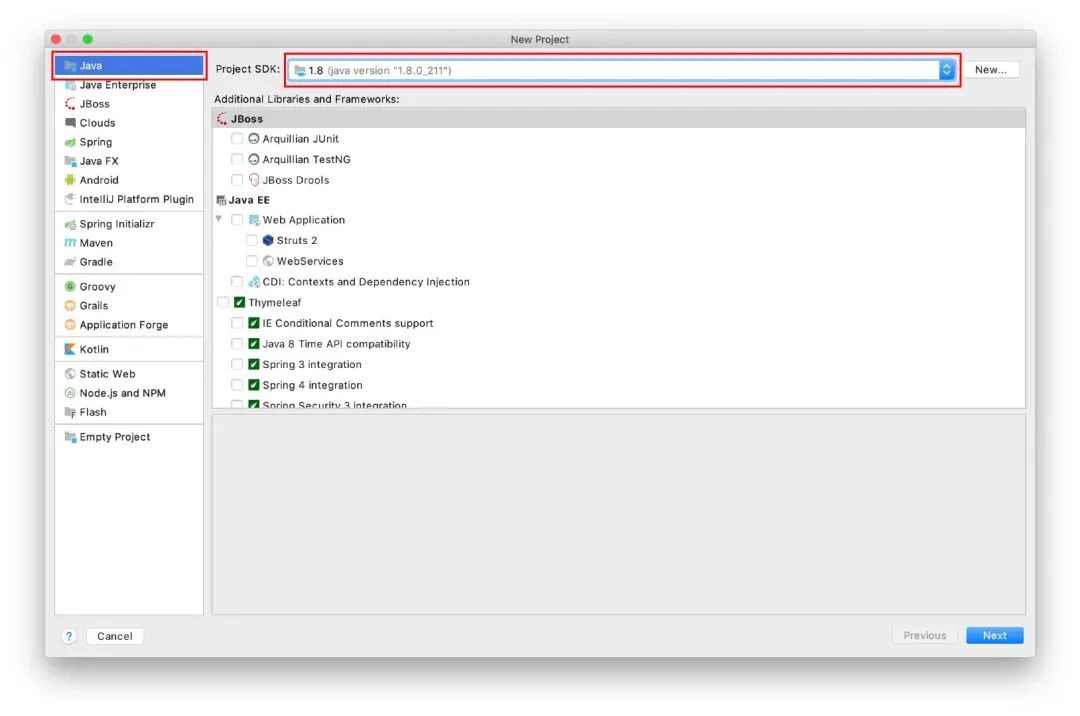 New Project
Java
Java Enterprise
JBoss
Clouds
Spring
Java FX
Android
IntelliJ Platform Plugin
Spring Initializr
Maven
Gradle
Groovy
Grails
Application Forge
Kotlin
Static Web
Node.js and NPM
Flash
Empty Project
Project SDK: 1.8 (java version "1.8.0_211") New...
Additional Libraries and Frameworks:
JBoss
Arquillian JUnit
Arquillian TestNG
JBoss Drools
Java EE
Web Application
Struts 2
WebServices
CDI: Contexts and Dependency Injection
Thymeleaf
IE Conditional Comments support
Java 8 Time API compatibility
Spring 3 integration
Spring 4 integration
Spring Security 3 integration
? Cancel Previous Next